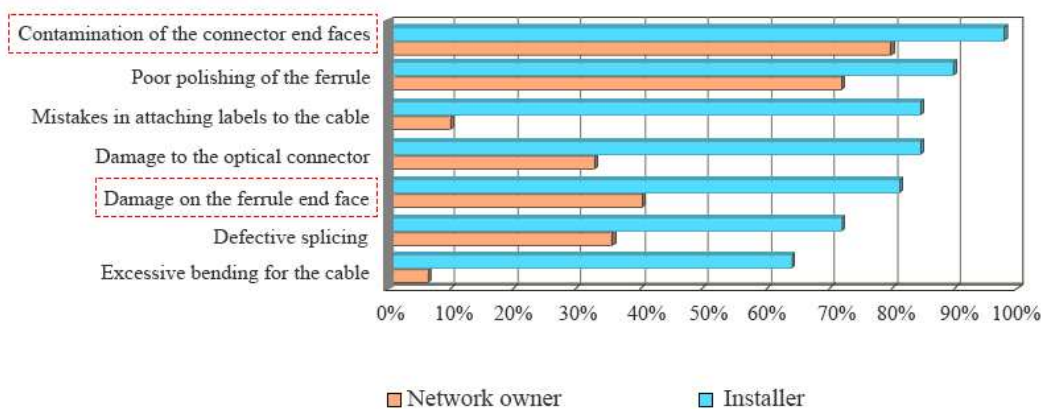 Contamination of the connector end faces
Poor polishing of the ferrule
Mistakes in attaching labels to the cable
Damage to the optical connector
Damage on the ferrule end face
Defective splicing
Excessive bending for the cable
0% 10% 20% 30% 40% 50% 60% 70% 80% 90% 100%
Network owner Installer